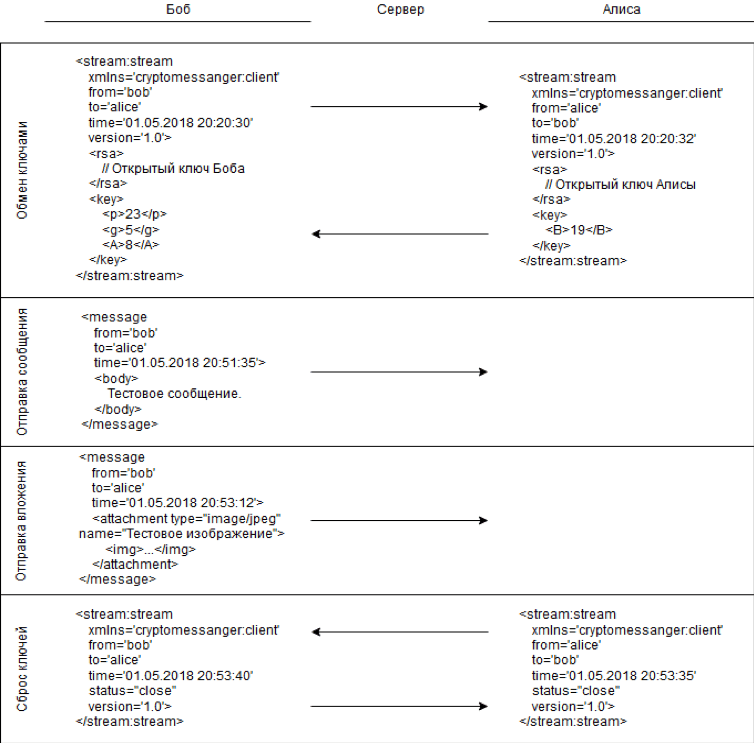 Боб
Сервер
Алиса
Обмен ключами
<stream:stream
xmlns='cryptomessanger:client'
from='bob'
to='alice'
time='01.05.2018 20:20:30'
version='1.0'>
<rsa>
// Открытый ключ Боба
</rsa>
<key>
<p>23</p>
<g>5</g>
<A>8</A>
</key>
</stream:stream>
<stream:stream
xmlns='cryptomessanger:client'
from='alice'
to='bob'
time='01.05.2018 20:20:32'
version='1.0'>
<rsa>
// Открытый ключ Алисы
</rsa>
<key>
<B>19</B>
</key>
</stream:stream>
Отправка сообщения
<message
from='bob'
to='alice'
time='01.05.2018 20:51:35'>
<body>
Тестовое сообщение.
</body>
</message>
Отправка вложения
<message
from='bob'
to='alice'
time='01.05.2018 20:53:12'>
<attachment type="image/jpeg"
name="Тестовое изображение">
<img>...</img>
</attachment>
</message>
Сброс ключей
<stream:stream
xmlns='cryptomessanger:client'
from='bob'
to='alice'
time='01.05.2018 20:53:40'
status="close"
version='1.0'>
</stream:stream>
<stream:stream
xmlns='cryptomessanger:client'
from='alice'
to='bob'
time='01.05.2018 20:53:35'
status="close"
version='1.0'>
</stream:stream>